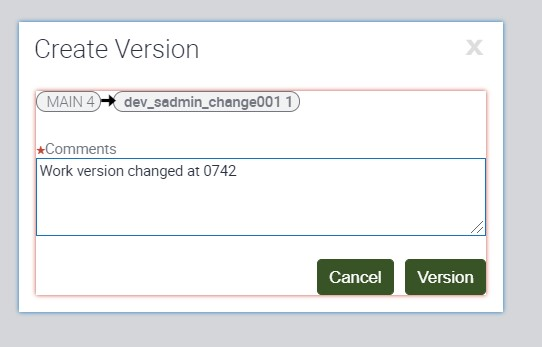 Create Version
X
MAIN 4 dev_sadmin_change001 1
★Comments
Work version changed at 0742
Cancel Version